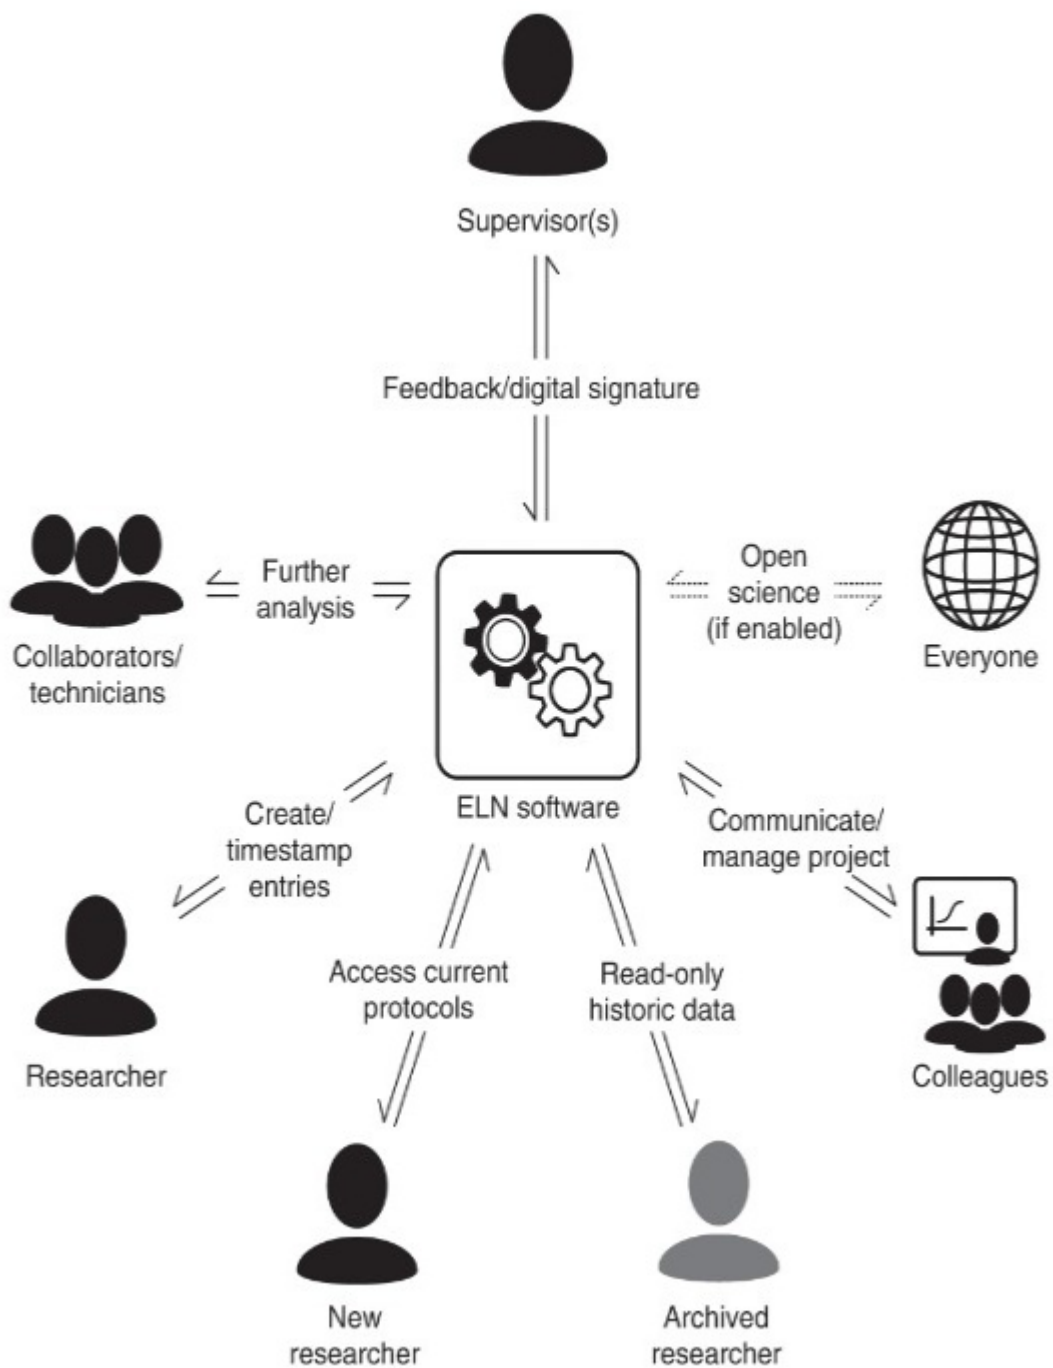 Supervisor(s)
Feedback/digital signature
Further
analysis
Open
science
(if enabled)
Collaborators/
technicians
Everyone
ELN software
Create/
timestamp
entries
Communicate/
manage project
Access current
protocols
Read-only
historic data
Researcher
Colleagues
New
researcher
Archived
researcher